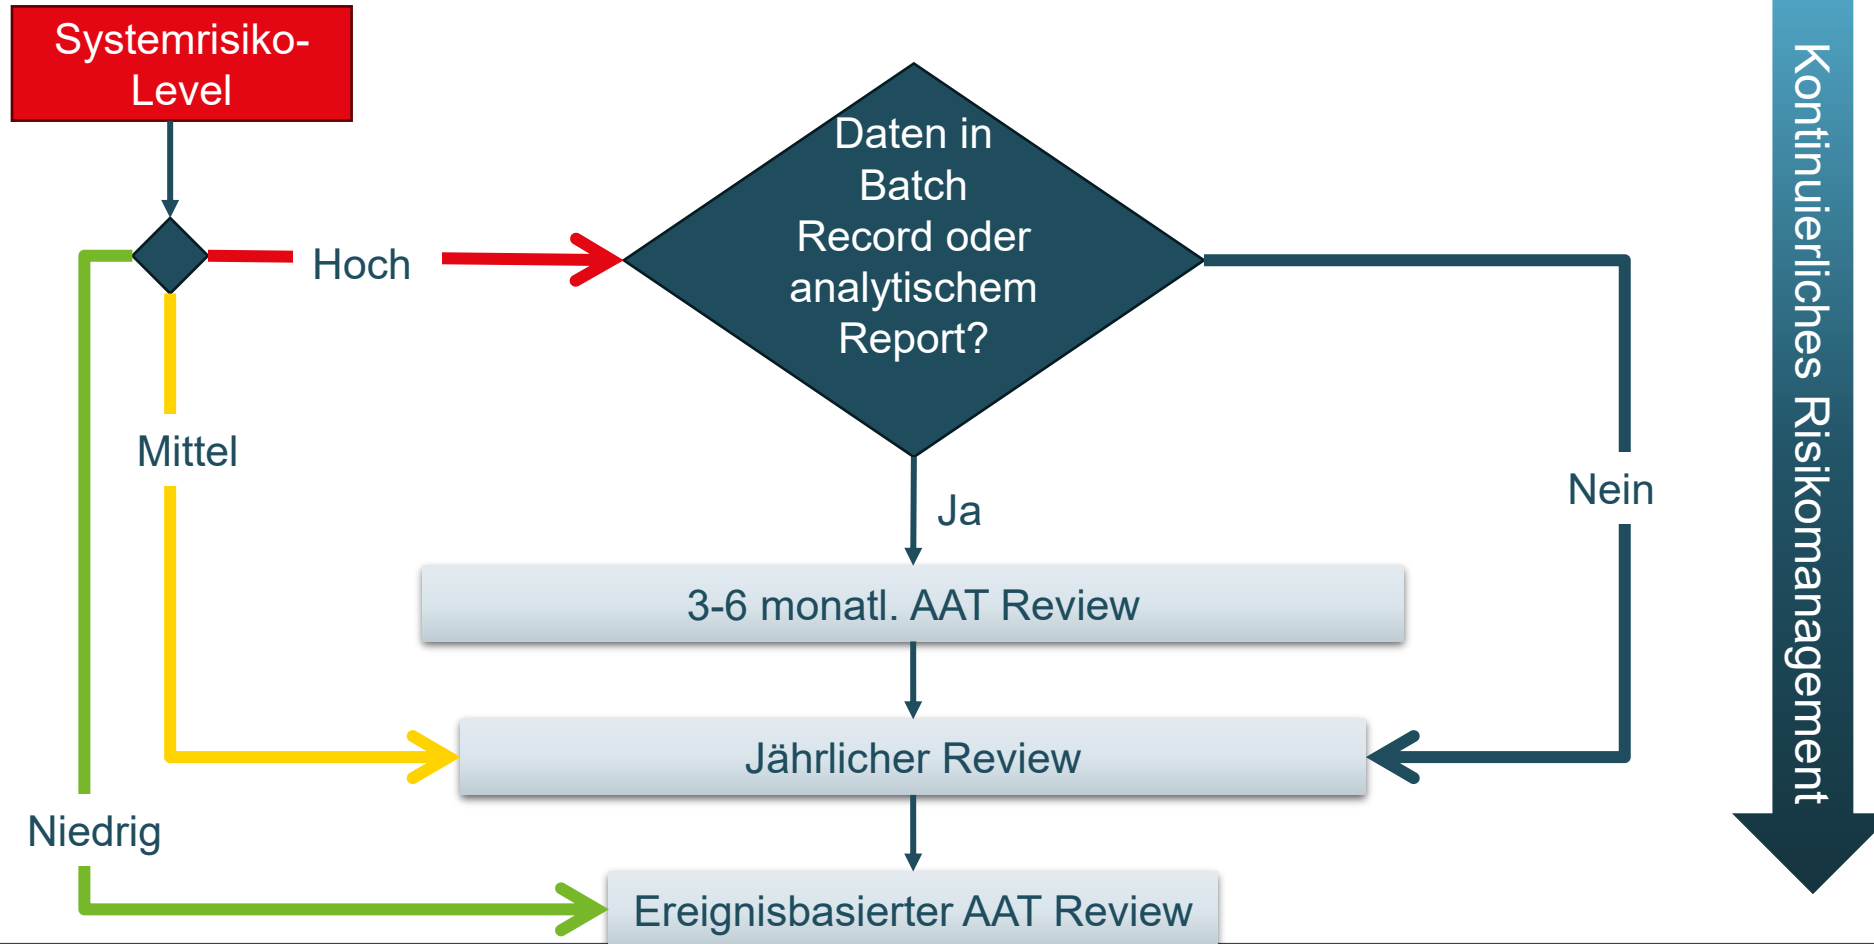 Systemrisiko-
Level
Daten in
Batch
Record oder
analytischem
Report?
Hoch
Mittel
Niedrig
Ja
Nein
3-6 monatl. AAT Review
Jährlicher Review
Ereignisbasierter AAT Review
Kontinuierliches Risikomanagement